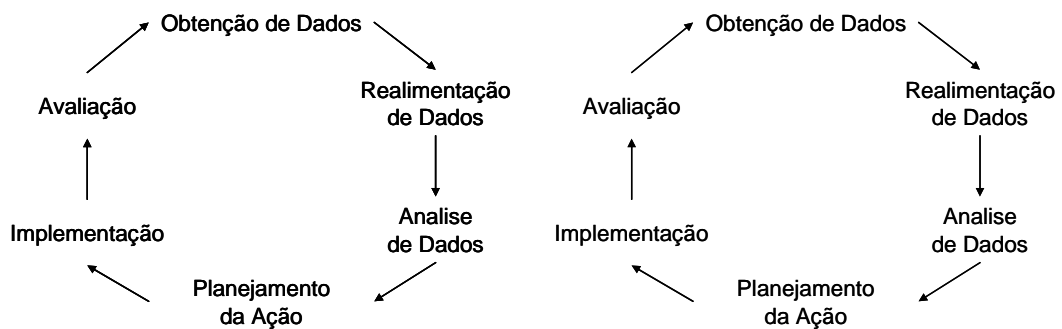 Obtenção de Dados
Realimentação
de Dados
Analise
de Dados
Planejamento
da Ação
Implementação
Avaliação
Obtenção de Dados
Realimentação
de Dados
Analise
de Dados
Planejamento
da Ação
Implementação
Avaliação